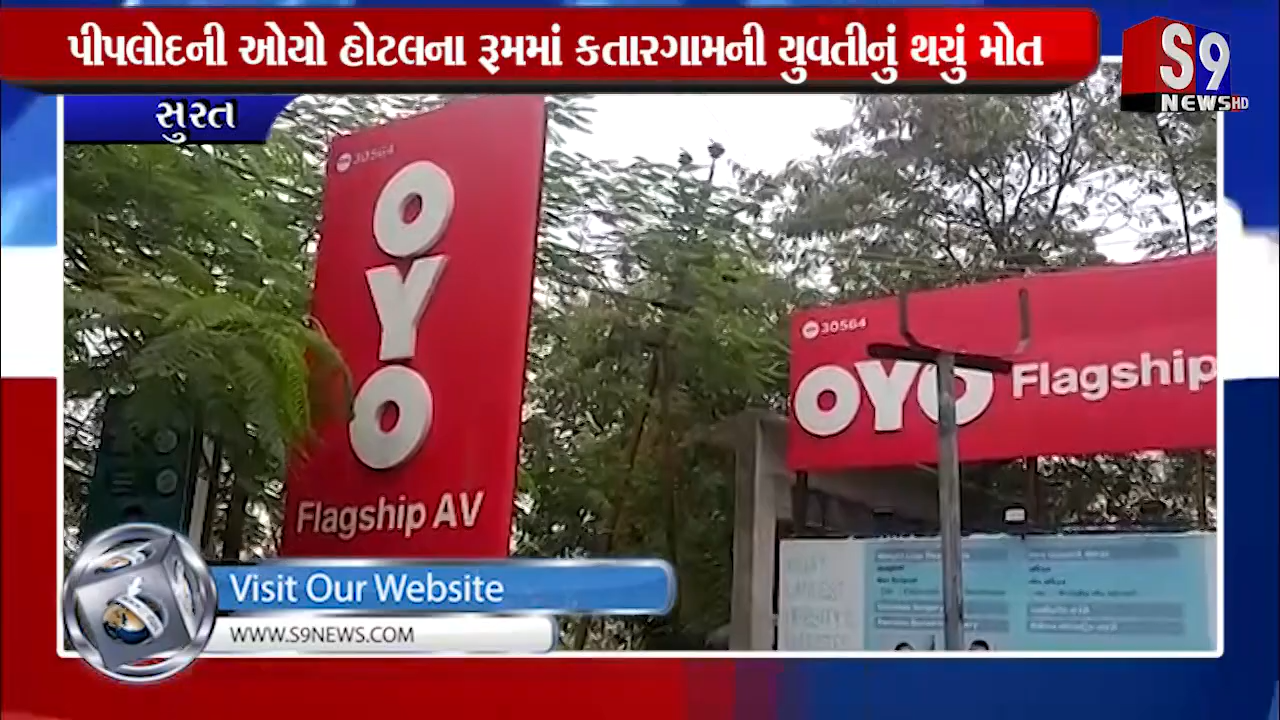 પીપલોદની ઓયો હોટલના રૂમમાં કતારગામની યુવતીનું થયું મોત
S9
NEWS HD
સુરત
30564
OYO
Flagship AV
30564
OYO Flagship
Visit Our Website
WWW.S9NEWS.COM